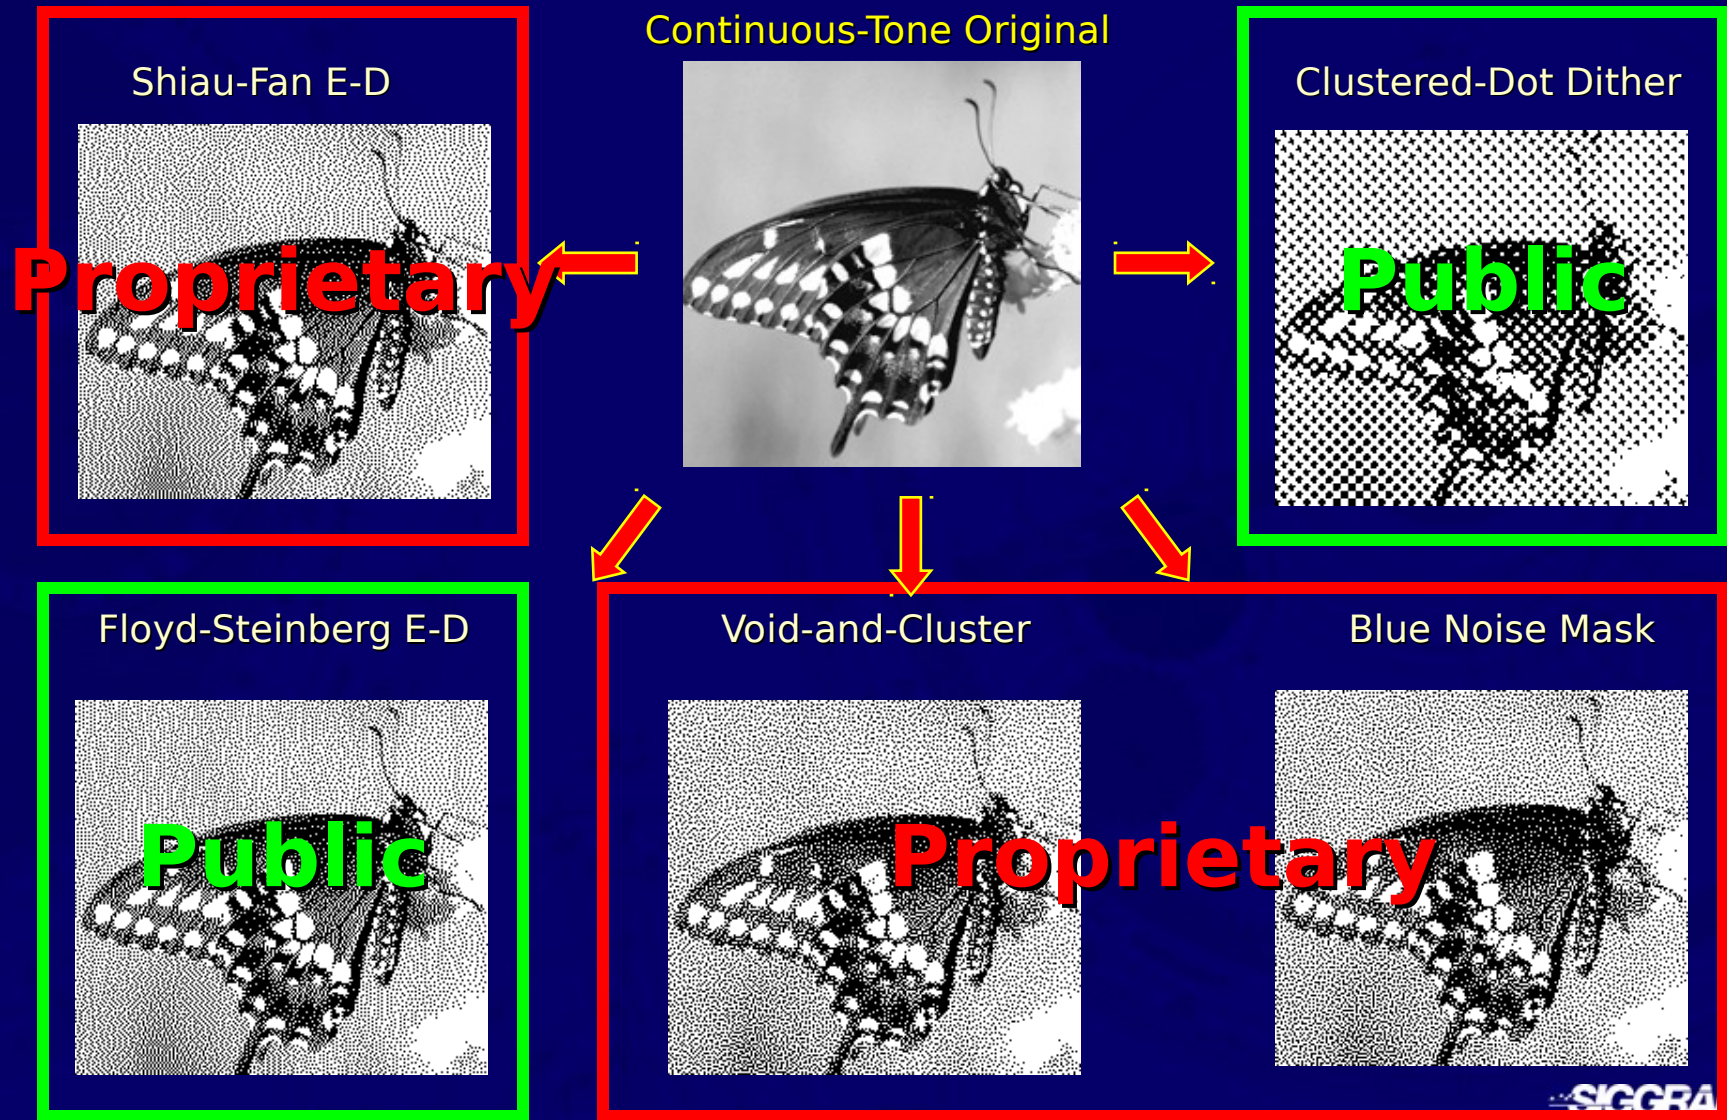 Continuous-Tone Original
Shiau-Fan E-D
Clustered-Dot Dither
Proprietary
Public
Floyd-Steinberg E-D
Void-and-Cluster
Blue Noise Mask
Public
Proprietary
SIGGRA